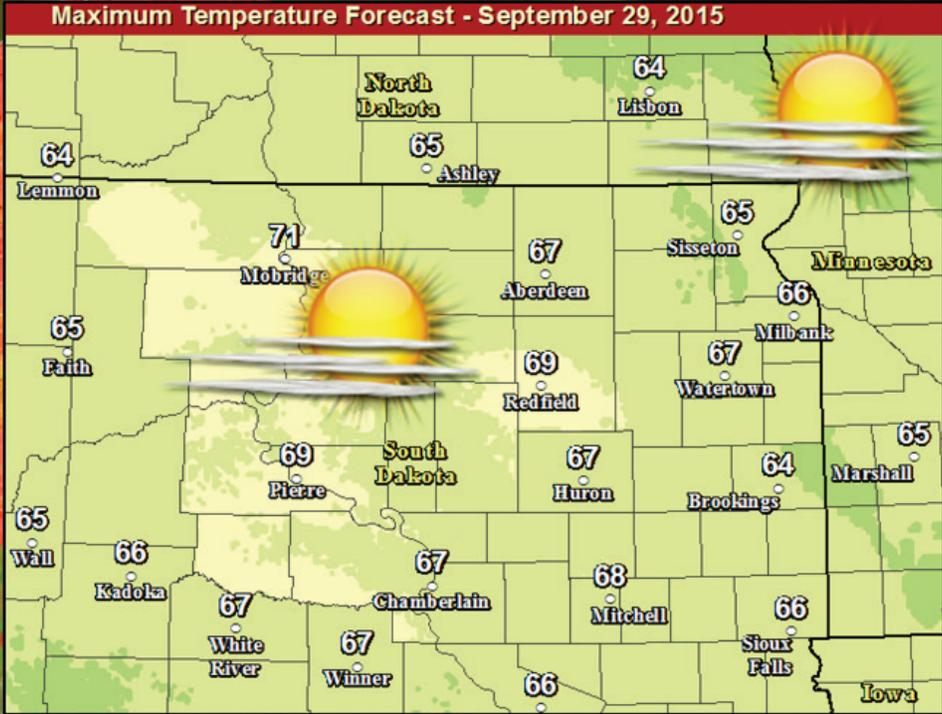 Maximum Temperature Forecast - September 29, 2015
64
Lisbon
North
Dakota
65
Ashley
64
Lemmon
65
Sisseton
71
Mobridge
67
Aberdeen
Minnesota
66
Milbank
65
Faith
69
Redfield
67
Watertown
South
Dakota
69
Pierre
67
Huron
64
Brookings
65
Marshall
65
Wall
66
Kadoka
67
Chamberlain
68
Mitchell
67
White
River
67
Winner
66
Sioux
Falls
66
Iowa